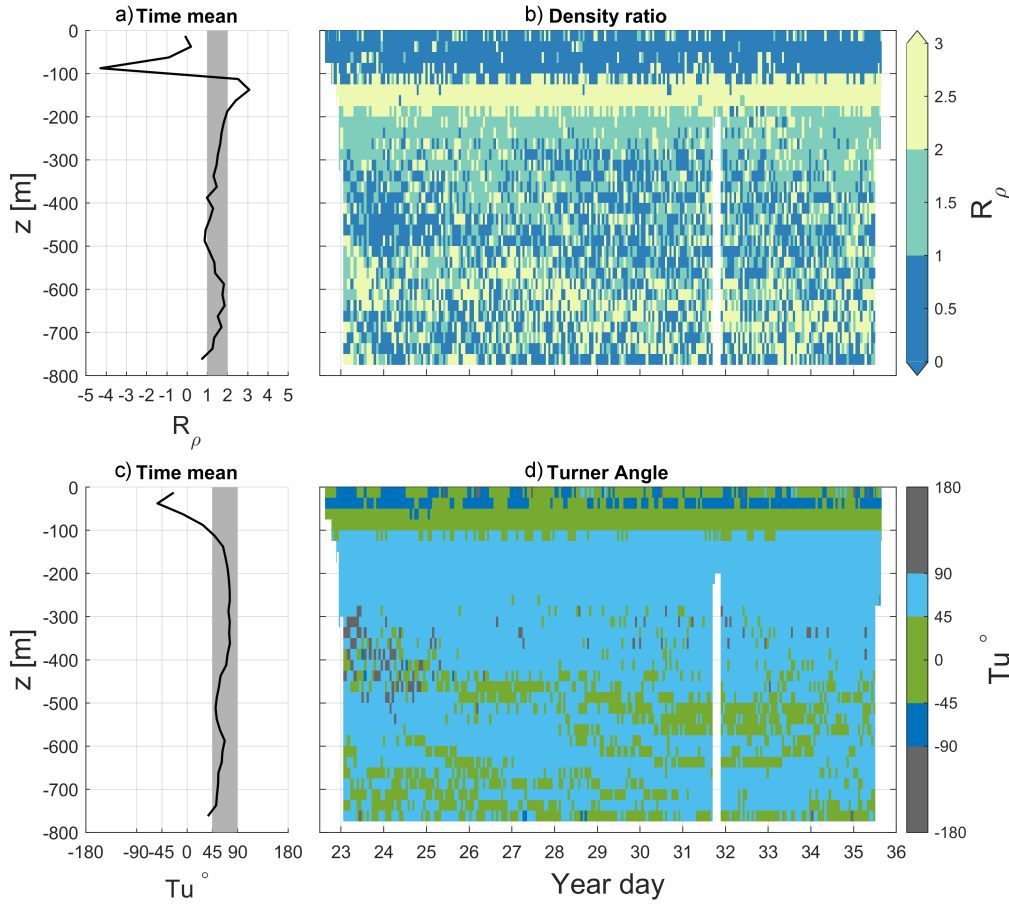 a) Time mean
b) Density ratio
0
-100
-200
-300
-400
-500
-600
-700
-800
z [m]
-5 -4 -3 -2 -1 0 1 2 3 4 5
R_ρ
3
2.5
2
1.5
1
0.5
0
R_ρ
c) Time mean
d) Turner Angle
0
-100
-200
-300
-400
-500
-600
-700
-800
z [m]
-180 -90 -45 0 45 90 180
Tu °
23 24 25 26 27 28 29 30 31 32 33 34 35 36
Year day
180
90
45
0
-45
-90
-180
Tu °